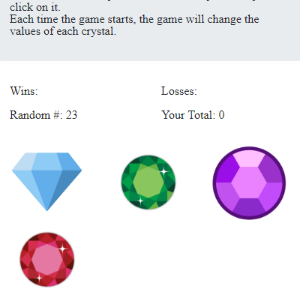 click on it.
Each time the game starts, the game will change the
values of each crystal.
Wins:
Losses:
Random #: 23
Your Total: 0